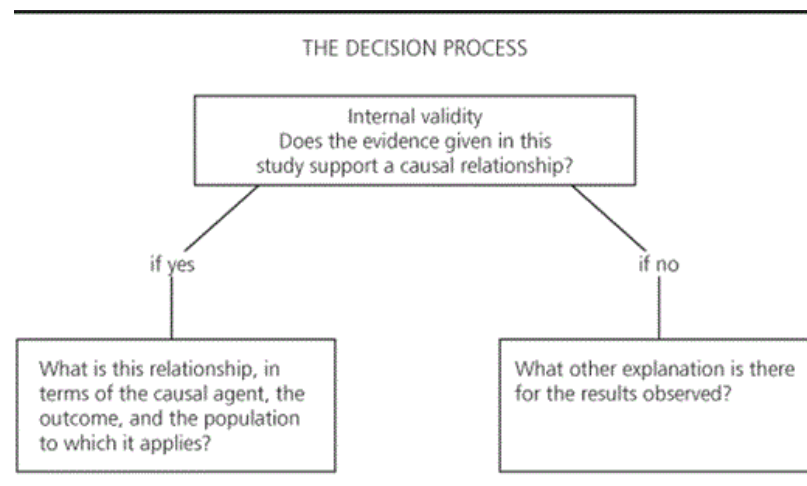 THE DECISION PROCESS
Internal validity
Does the evidence given in this
study support a causal relationship?
if yes
if no
What is this relationship, in
terms of the causal agent, the
outcome, and the population
to which it applies?
What other explanation is there
for the results observed?